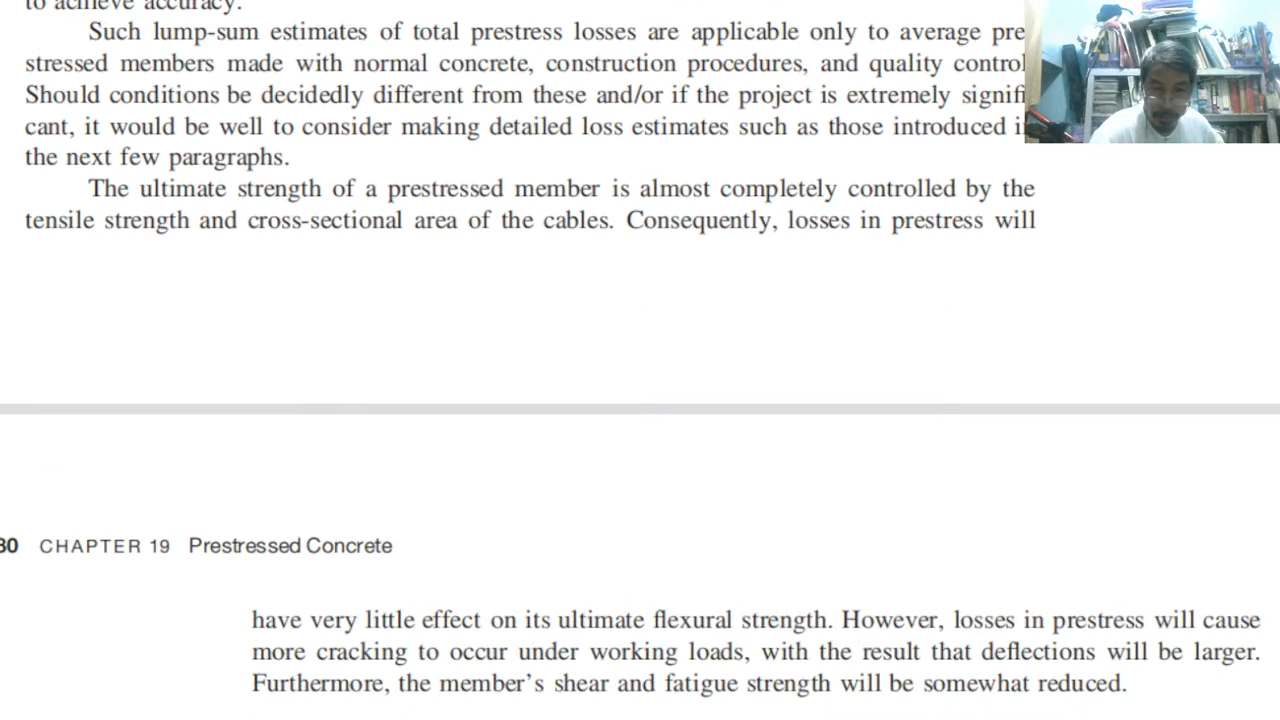 to achieve accuracy.
Such lump-sum estimates of total prestress losses are applicable only to average pre
stressed members made with normal concrete, construction procedures, and quality control
Should conditions be decidedly different from these and/or if the project is extremely signifi
cant, it would be well to consider making detailed loss estimates such as those introduced i
the next few paragraphs.
The ultimate strength of a prestressed member is almost completely controlled by the
tensile strength and cross-sectional area of the cables. Consequently, losses in prestress will
30 CHAPTER 19 Prestressed Concrete
have very little effect on its ultimate flexural strength. However, losses in prestress will cause
more cracking to occur under working loads, with the result that deflections will be larger.
Furthermore, the member's shear and fatigue strength will be somewhat reduced.